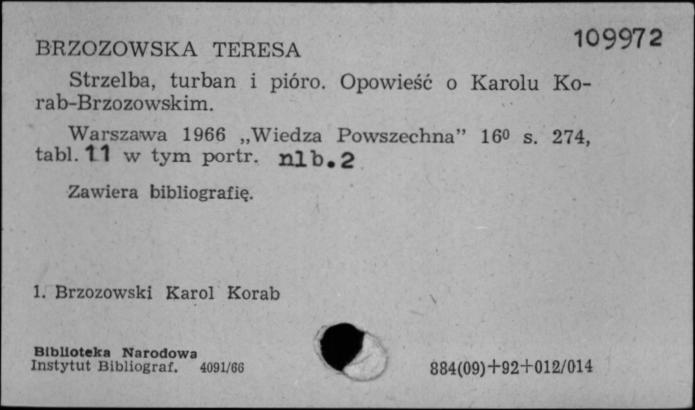 109972
BRZOZOWSKA TERESA
Strzelba, turban i pióro. Opowieść o Karolu Ko-
rab-Brzozowskim.
Warszawa 1966 „Wiedza Powszechna” 16⁰ s. 274,
tabl. 11 w tym portr. nlb.2
Zawiera bibliografię.
1. Brzozowski Karol Korab
Biblioteka Narodowa
Instytut Bibliograf. 4091/66
884(09)+92+012/014